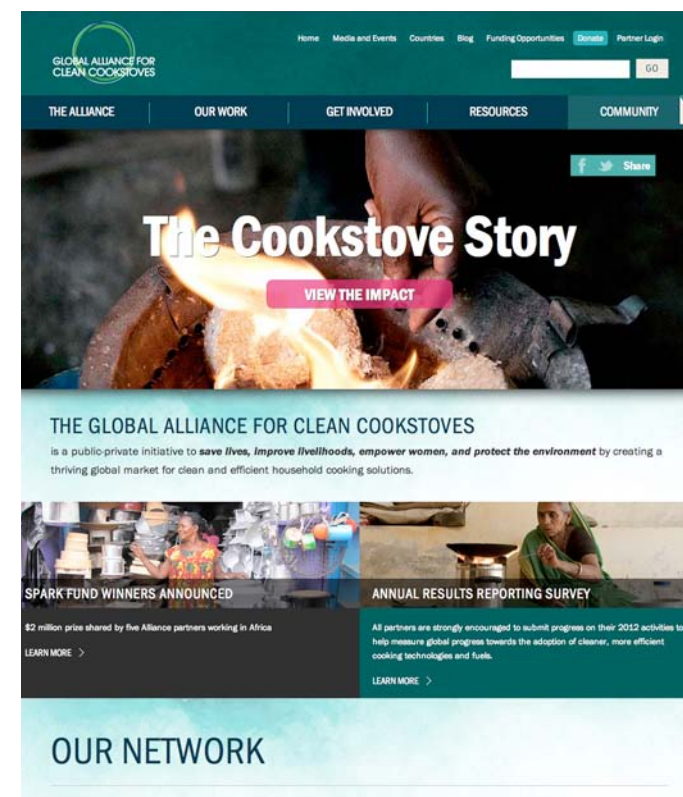 GLOBAL ALLIANCE FOR
CLEAN COOKSTOVES
Home Media and Events Countries Blog Funding Opportunities Donate Partner Login
GO
THE ALLIANCE OUR WORK GET INVOLVED RESOURCES COMMUNITY
f Share
The Cookstove Story
VIEW THE IMPACT
THE GLOBAL ALLIANCE FOR CLEAN COOKSTOVES
is a public-private initiative to save lives, improve livelihoods, empower women, and protect the environment by creating a
thriving global market for clean and efficient household cooking solutions.
SPARK FUND WINNERS ANNOUNCED
$2 million prize shared by five Alliance partners working in Africa
LEARN MORE >
ANNUAL RESULTS REPORTING SURVEY
All partners are strongly encouraged to submit progress on their 2012 activities to
help measure global progress towards the adoption of cleaner, more efficient
cooking technologies and fuels.
LEARN MORE >
OUR NETWORK